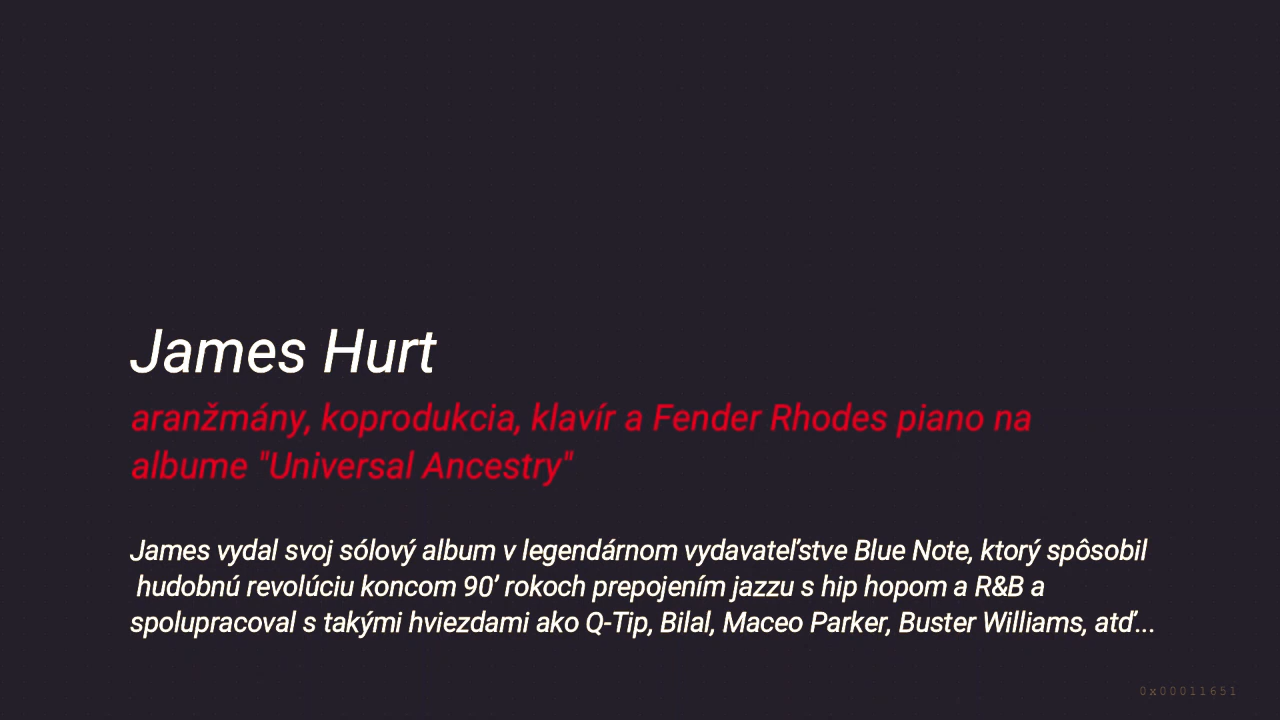 James Hurt
aranžmány, koprodukcia, klavír a Fender Rhodes piano na
albume "Universal Ancestry"
James vydal svoj sólový album v legendárnom vydavateľstve Blue Note, ktorý spôsobil
hudobnú revolúciu koncom 90’ rokoch prepojením jazzu s hip hopom a R&B a
spolupracoval s takými hviezdami ako Q-Tip, Bilal, Maceo Parker, Buster Williams, atď...
0x00011651